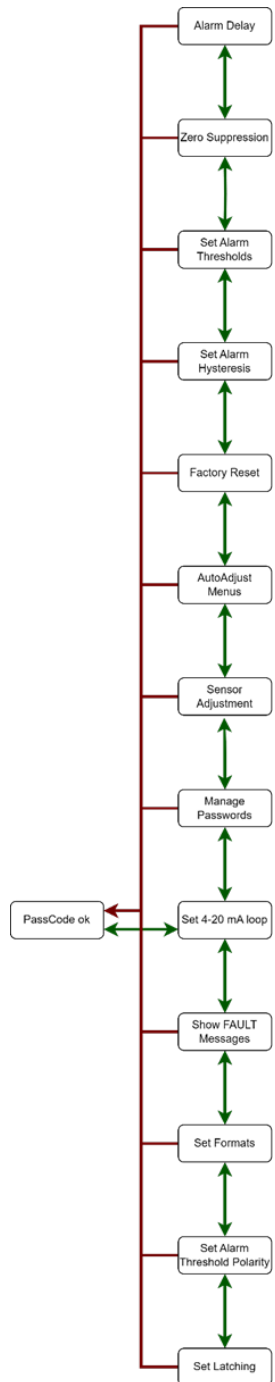 Alarm Delay
Zero Suppression
Set Alarm
Thresholds
Set Alarm
Hysteresis
Factory Reset
AutoAdjust
Menus
Sensor
Adjustment
Manage
Passwords
PassCode ok
Set 4-20 mA loop
Show FAULT
Messages
Set Formats
Set Alarm
Threshold Polarity
Set Latching